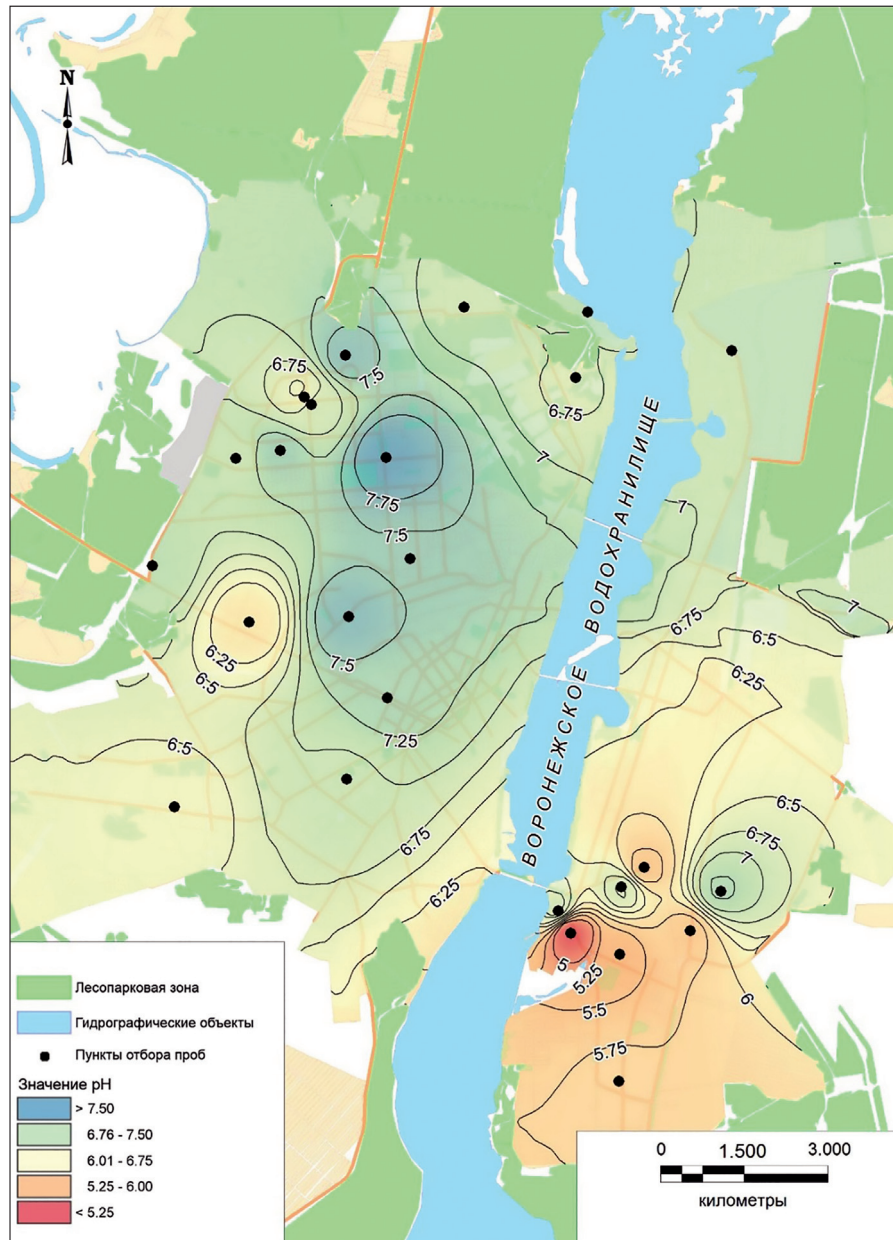 N
6.75
7.5
6.75
7
7.75
7.5
7
7
6.75
6.5
6.25
6.25
6.5
7.5
7.25
6.5
6.75
6.25
6.5
6.75
7
5
5.25
5.5
5.75
6
ВОРОНЕЖСКОЕ ВОДОХРАНИЛИЩЕ
Лесопарковая зона
Гидрографические объекты
Пункты отбора проб
Значение pH
> 7.50
6.76 - 7.50
6.01 - 6.75
5.25 - 6.00
< 5.25
0 1.500 3.000
километры